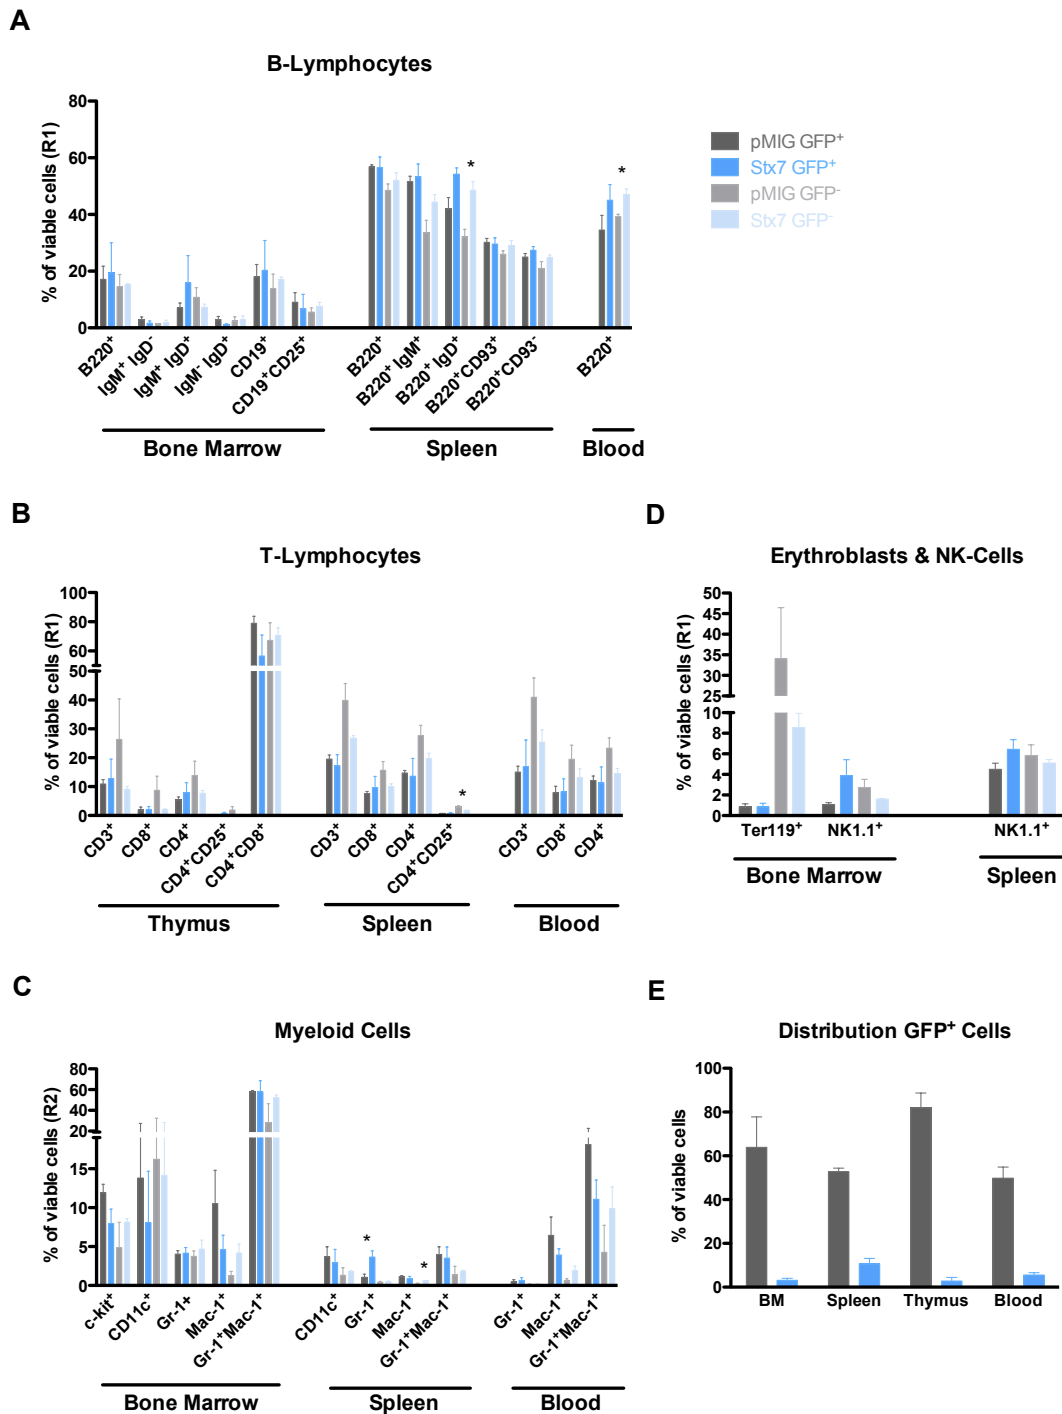 A
B-Lymphocytes
% of viable cells (R1)
80
60
40
20
0
*
*
pMIG GFP⁺
Stx7 GFP⁺
pMIG GFP⁻
Stx7 GFP⁻
B220⁺
IgM⁺ IgD⁻
IgM⁺ IgD⁺
IgM⁻ IgD⁺
CD19⁺
CD19⁺CD25⁺
B220⁺
B220⁺ IgM⁺
B220⁺ IgD⁺
B220⁺CD93⁺
B220⁺CD93⁻
B220⁺
Bone Marrow
Spleen
Blood
B
T-Lymphocytes
% of viable cells (R1)
100
80
60
50
40
30
20
10
0
*
CD3⁺
CD8⁺
CD4⁺
CD4⁺CD25⁺
CD4⁺CD8⁺
CD3⁺
CD8⁺
CD4⁺
CD4⁺CD25⁺
CD3⁺
CD8⁺
CD4⁺
Thymus
Spleen
Blood
D
Erythroblasts & NK-Cells
% of viable cells (R1)
50
45
40
35
30
25
10
8
6
4
2
0
Ter119⁺
NK1.1⁺
NK1.1⁺
Bone Marrow
Spleen
C
Myeloid Cells
% of viable cells (R2)
80
60
40
20
15
10
5
0
*
*
c-kit⁺
CD11c⁺
Gr-1+
Mac-1⁺
Gr-1⁺Mac-1⁺
CD11c⁺
Gr-1⁺
Mac-1⁺
Gr-1⁺Mac-1⁺
Gr-1⁺
Mac-1⁺
Gr-1⁺Mac-1⁺
Bone Marrow
Spleen
Blood
E
Distribution GFP⁺ Cells
% of viable cells
100
80
60
40
20
0
BM
Spleen
Thymus
Blood